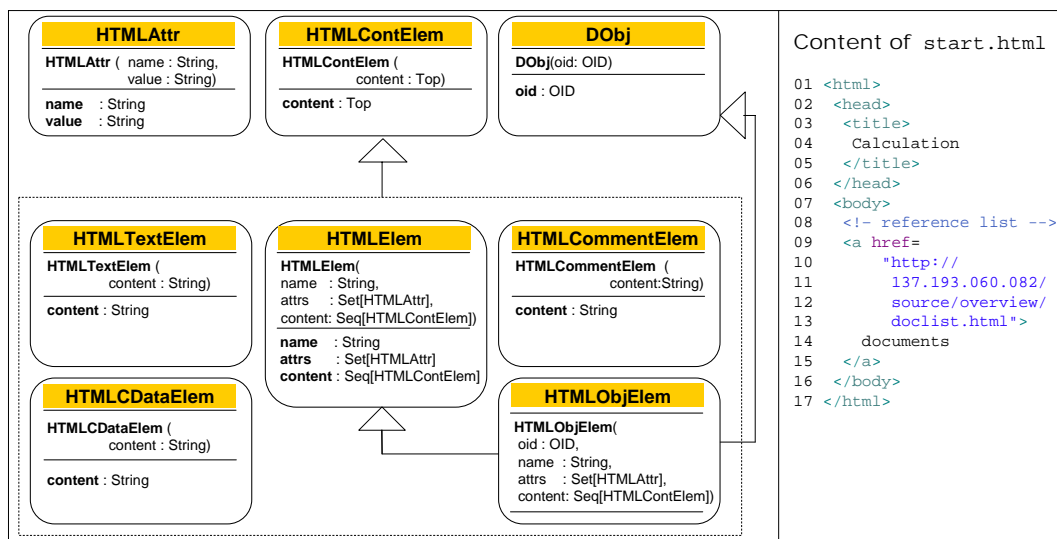 HTMLAttr
HTMLAttr ( name : String,
value : String)
name : String
value : String
HTMLContElem
HTMLContElem (
content : Top)
content : Top
DObj
DObj(oid: OID)
oid : OID
HTMLTextElem
HTMLTextElem (
content : String)
content : String
HTMLElem
HTMLElem(
name : String,
attrs : Set[HTMLAttr],
content: Seq[HTMLContElem])
name : String
attrs : Set[HTMLAttr]
content : Seq[HTMLContElem]
HTMLCommentElem
HTMLCommentElem (
content:String)
content : String
HTMLCDataElem
HTMLCDataElem (
content : String)
content : String
HTMLObjElem
HTMLObjElem(
oid : OID,
name : String,
attrs : Set[HTMLAttr],
content: Seq[HTMLContElem])
Content of start.html
01 <html>
02 <head>
03 <title>
04 Calculation
05 </title>
06 </head>
07 <body>
08 <!- reference list -->
09 <a href=
10 "http://
11 137.193.060.082/
12 source/overview/
13 doclist.html">
14 documents
15 </a>
16 </body>
17 </html>